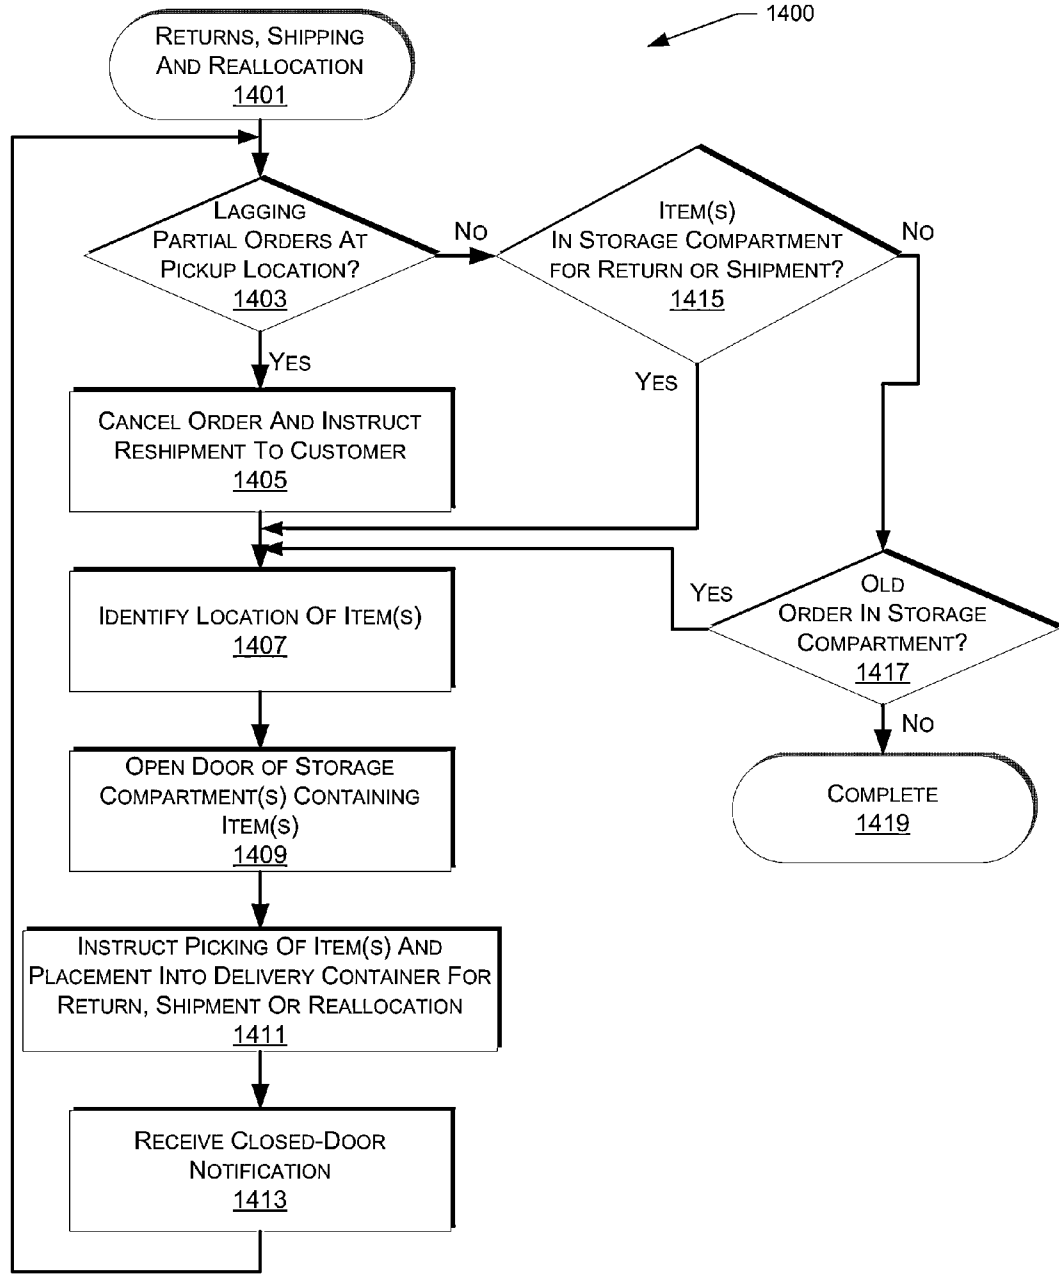 1400
RETURNS, SHIPPING
AND REALLOCATION
1401
LAGGING
PARTIAL ORDERS AT
PICKUP LOCATION?
1403
NO
ITEM(S)
IN STORAGE COMPARTMENT
FOR RETURN OR SHIPMENT?
1415
NO
YES
YES
CANCEL ORDER AND INSTRUCT
RESHIPMENT TO CUSTOMER
1405
IDENTIFY LOCATION OF ITEM(S)
1407
YES
OLD
ORDER IN STORAGE
COMPARTMENT?
1417
NO
OPEN DOOR OF STORAGE
COMPARTMENT(S) CONTAINING
ITEM(S)
1409
COMPLETE
1419
INSTRUCT PICKING OF ITEM(S) AND
PLACEMENT INTO DELIVERY CONTAINER FOR
RETURN, SHIPMENT OR REALLOCATION
1411
RECEIVE CLOSED-DOOR
NOTIFICATION
1413